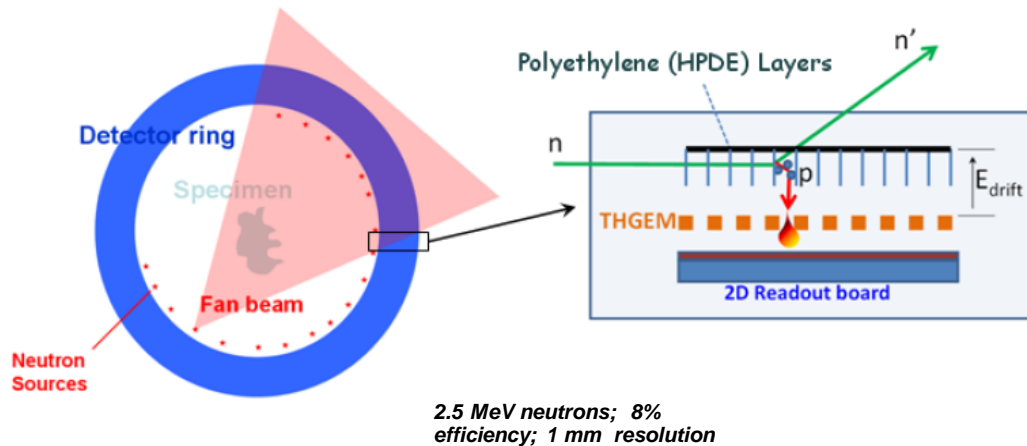 Detector ring
Specimen
Fan beam
Neutron
Sources
Polyethylene (HPDE) Layers
n'
n
p
Edrift
THGEM
2D Readout board
2.5 MeV neutrons; 8%
efficiency; 1 mm resolution